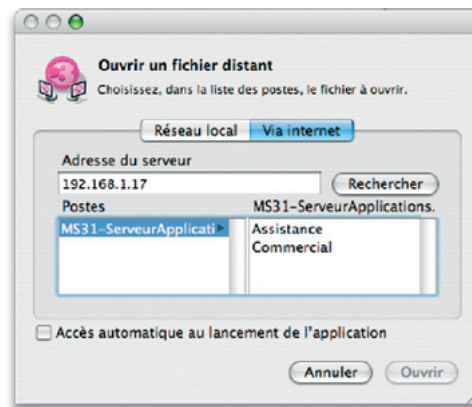 Ouvrir un fichier distant
Choisissez, dans la liste des postes, le fichier à ouvrir.
Réseau local Via internet
Adresse du serveur
192.168.1.17 Rechercher
Postes MS31-ServeurApplications.
MS31-ServeurApplicati Assistance
Commercial
Accès automatique au lancement de l'application
Annuler Ouvrir